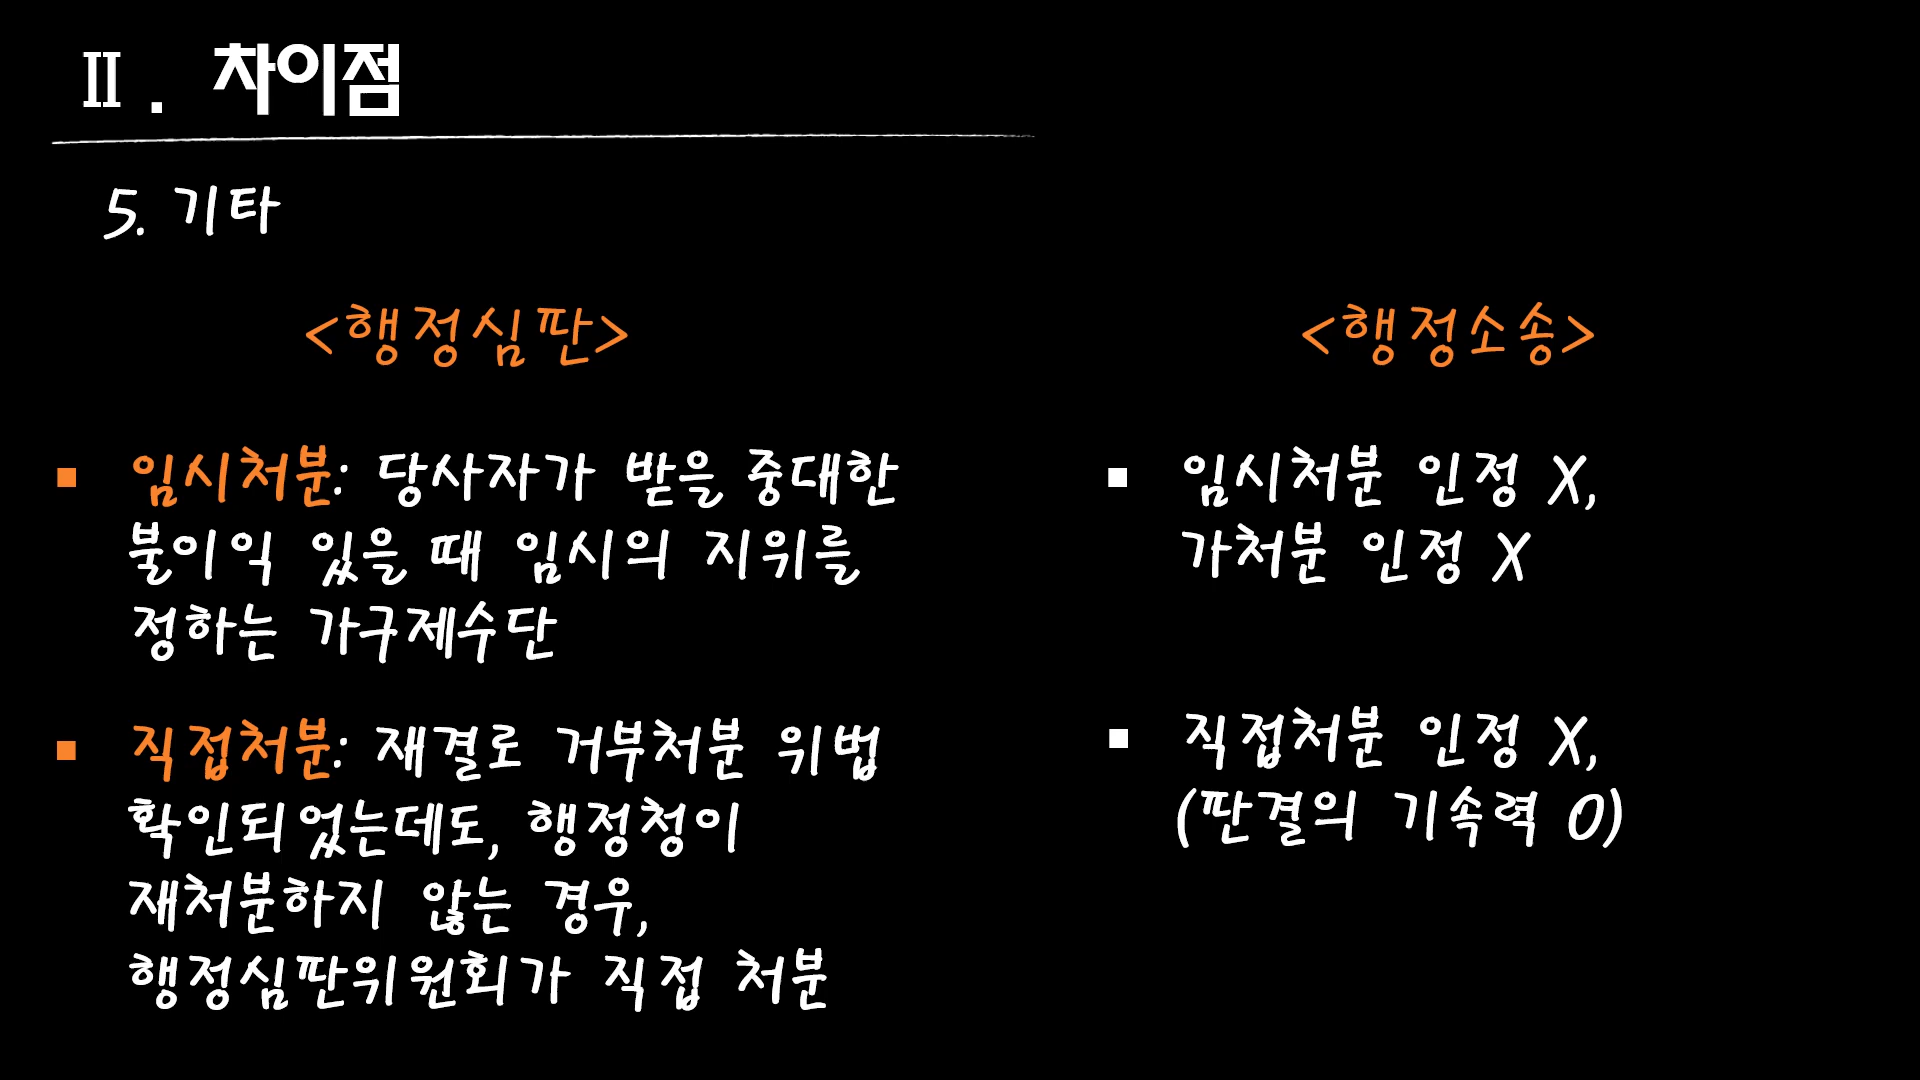 Ⅱ. 차이점
5. 기타
<행정심판>
▪ 임시처분: 당사자가 받을 중대한
불이익 있을 때 임시의 지위를
정하는 가구제수단
▪ 직접처분: 재결로 거부처분 위법
확인되었는데도, 행정청이
재처분하지 않는 경우,
행정심판위원회가 직접 처분
<행정소송>
▪ 임시처분 인정 X,
가처분 인정 X
▪ 직접처분 인정 X,
(판결의 기속력 O)